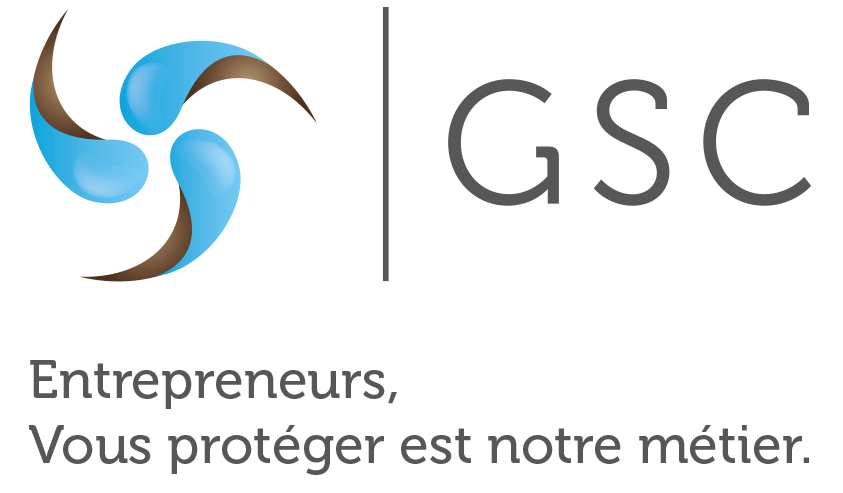 GSC
Entrepreneurs,
Vous protéger est notre métier.